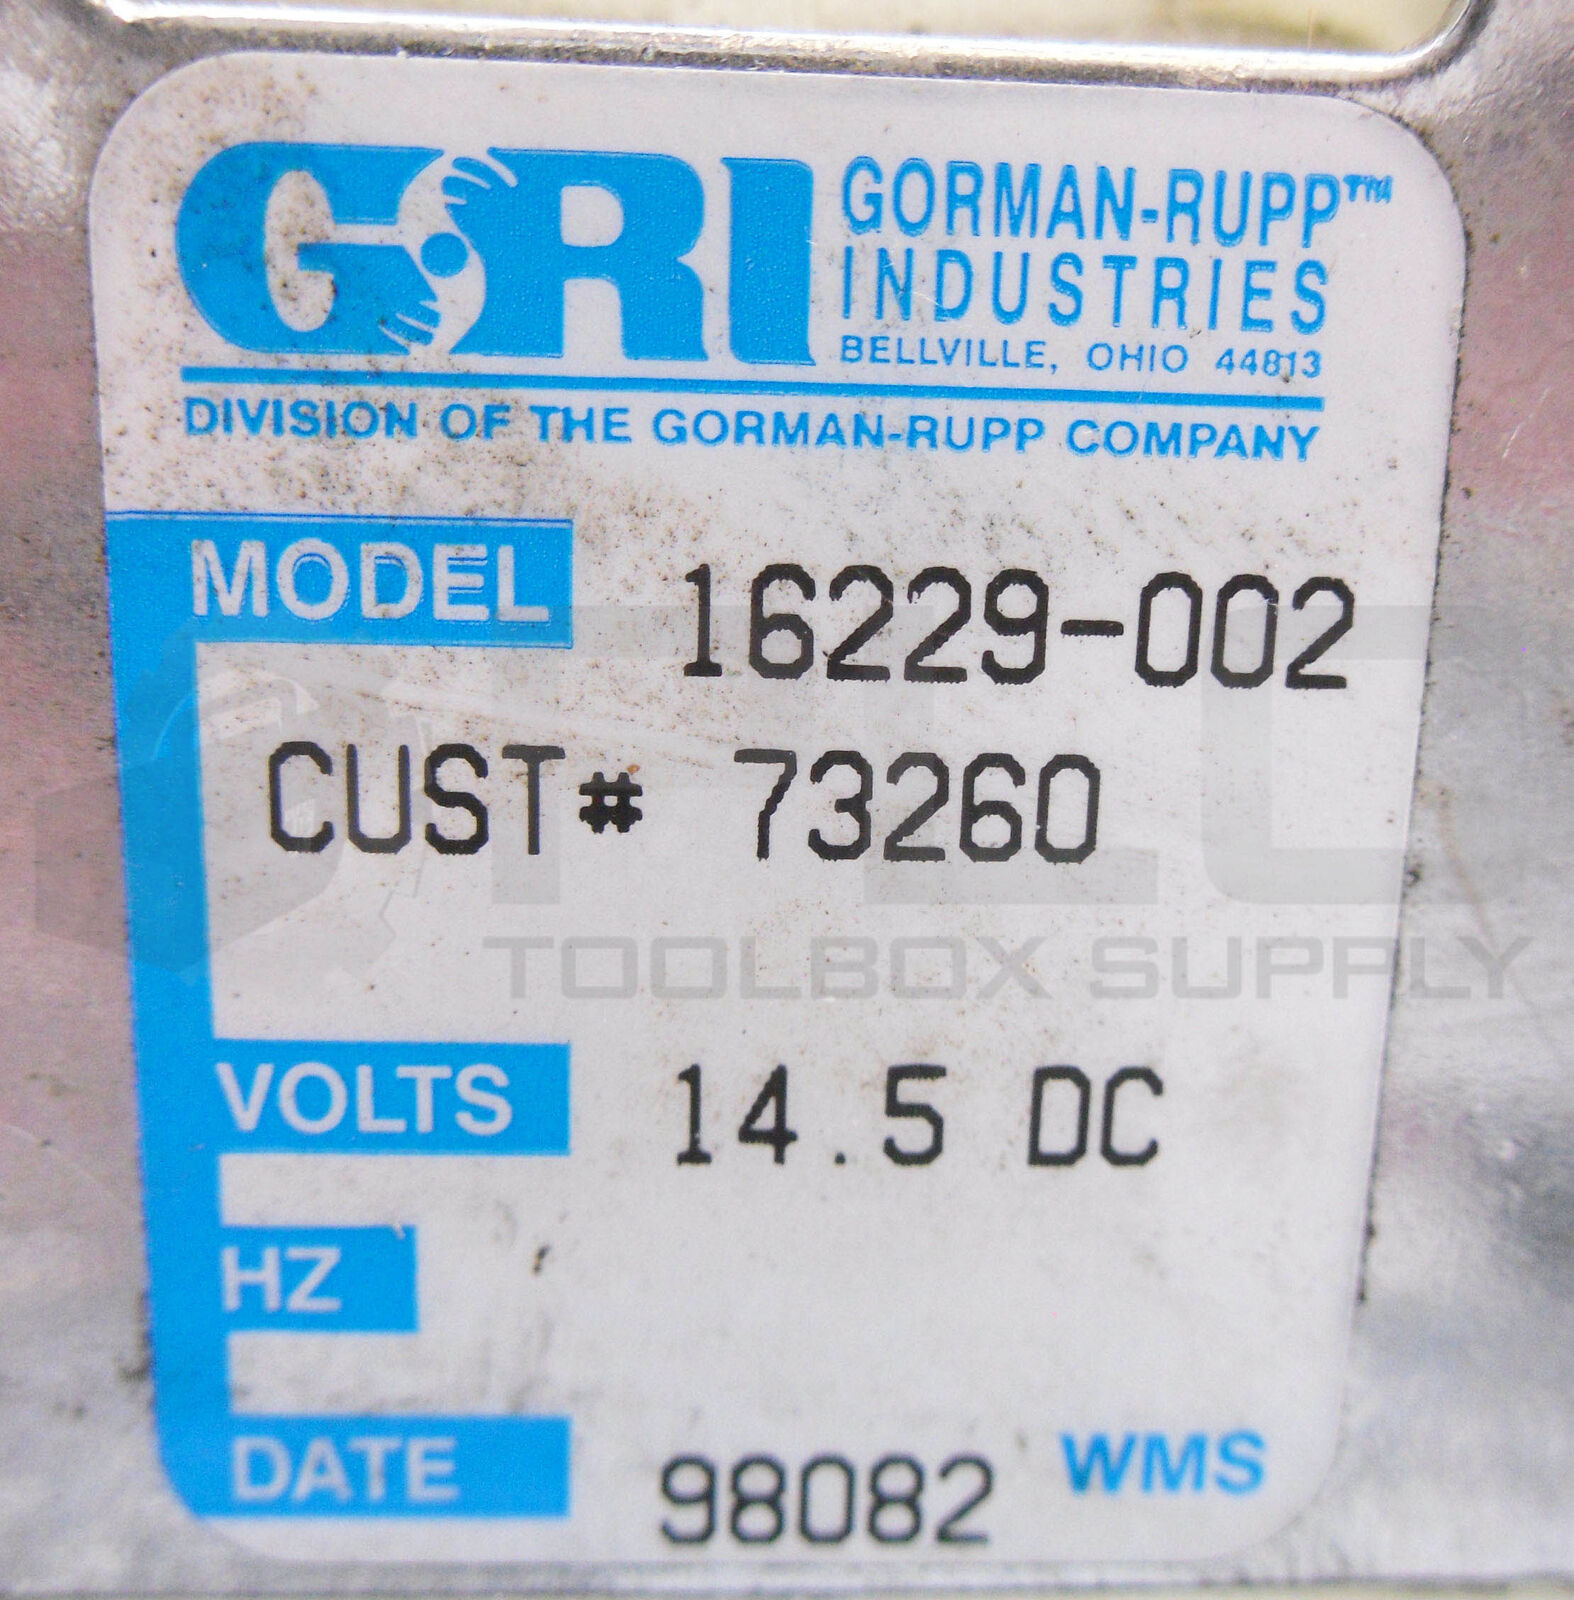 GRI GORMAN-RUPP™
INDUSTRIES
BELLVILLE, OHIO 44813
DIVISION OF THE GORMAN-RUPP COMPANY
MODEL 16229-002
CUST# 73260
PLC
TOOLBOX SUPPLY
VOLTS 14.5 DC
HZ
DATE 98082 WMS